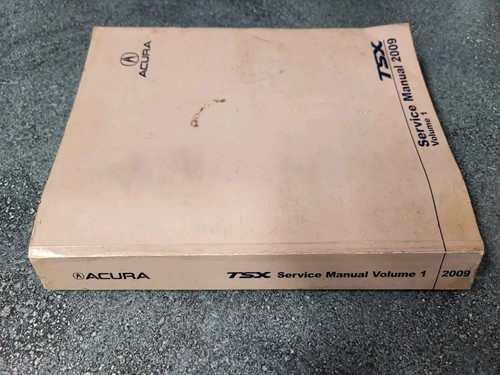 ACURA
TSX
Service Manual 2009
Volume 1
ACURA TSX Service Manual Volume 1 2009